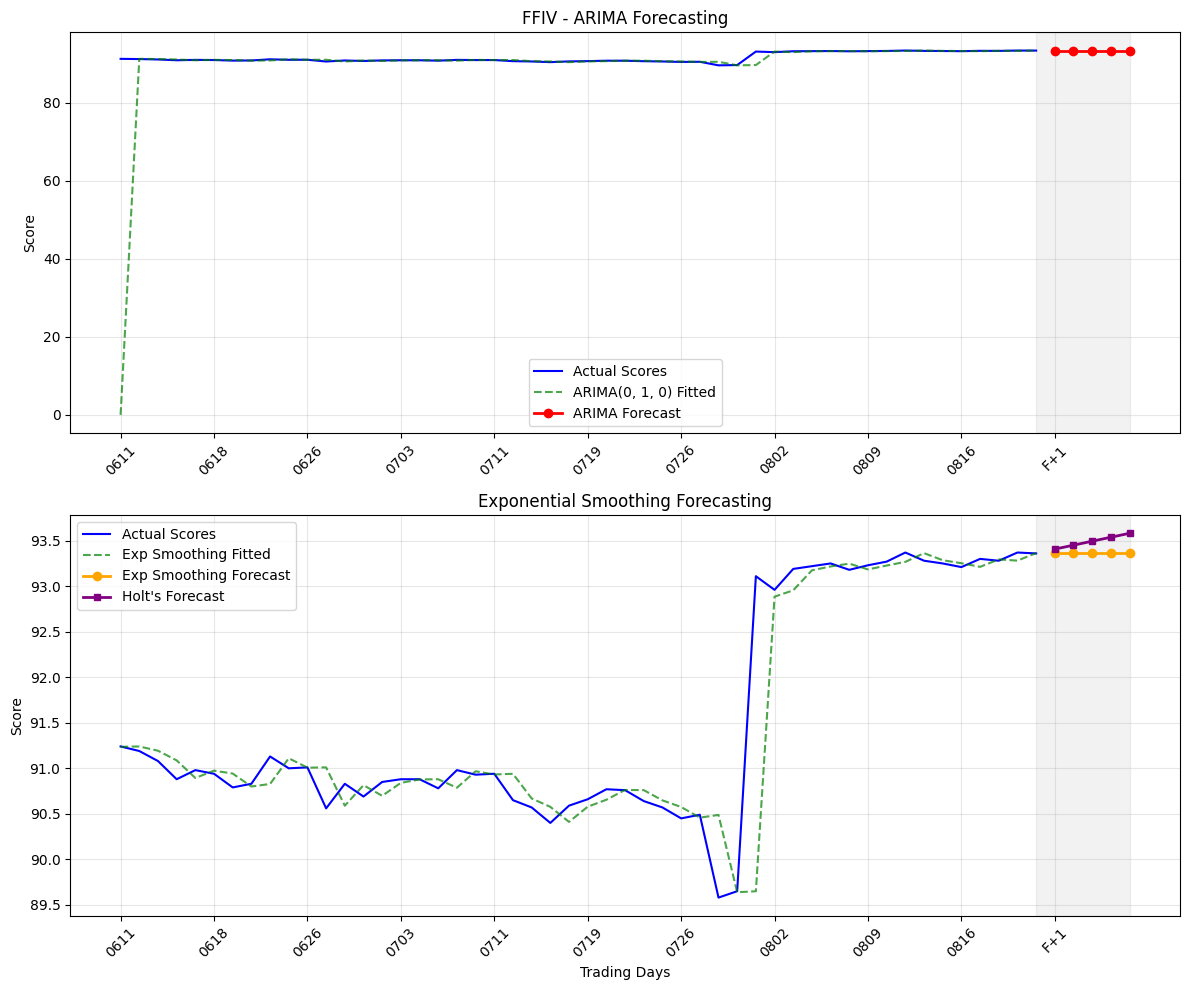 FFIV - ARIMA Forecasting
Score
80
60
40
20
0
Actual Scores
ARIMA(0, 1, 0) Fitted
ARIMA Forecast
0611 0618 0626 0703 0711 0719 0726 0802 0809 0816 F+1
Exponential Smoothing Forecasting
Actual Scores
Exp Smoothing Fitted
Exp Smoothing Forecast
Holt's Forecast
Score
93.5
93.0
92.5
92.0
91.5
91.0
90.5
90.0
89.5
0611 0618 0626 0703 0711 0719 0726 0802 0809 0816 F+1
Trading Days